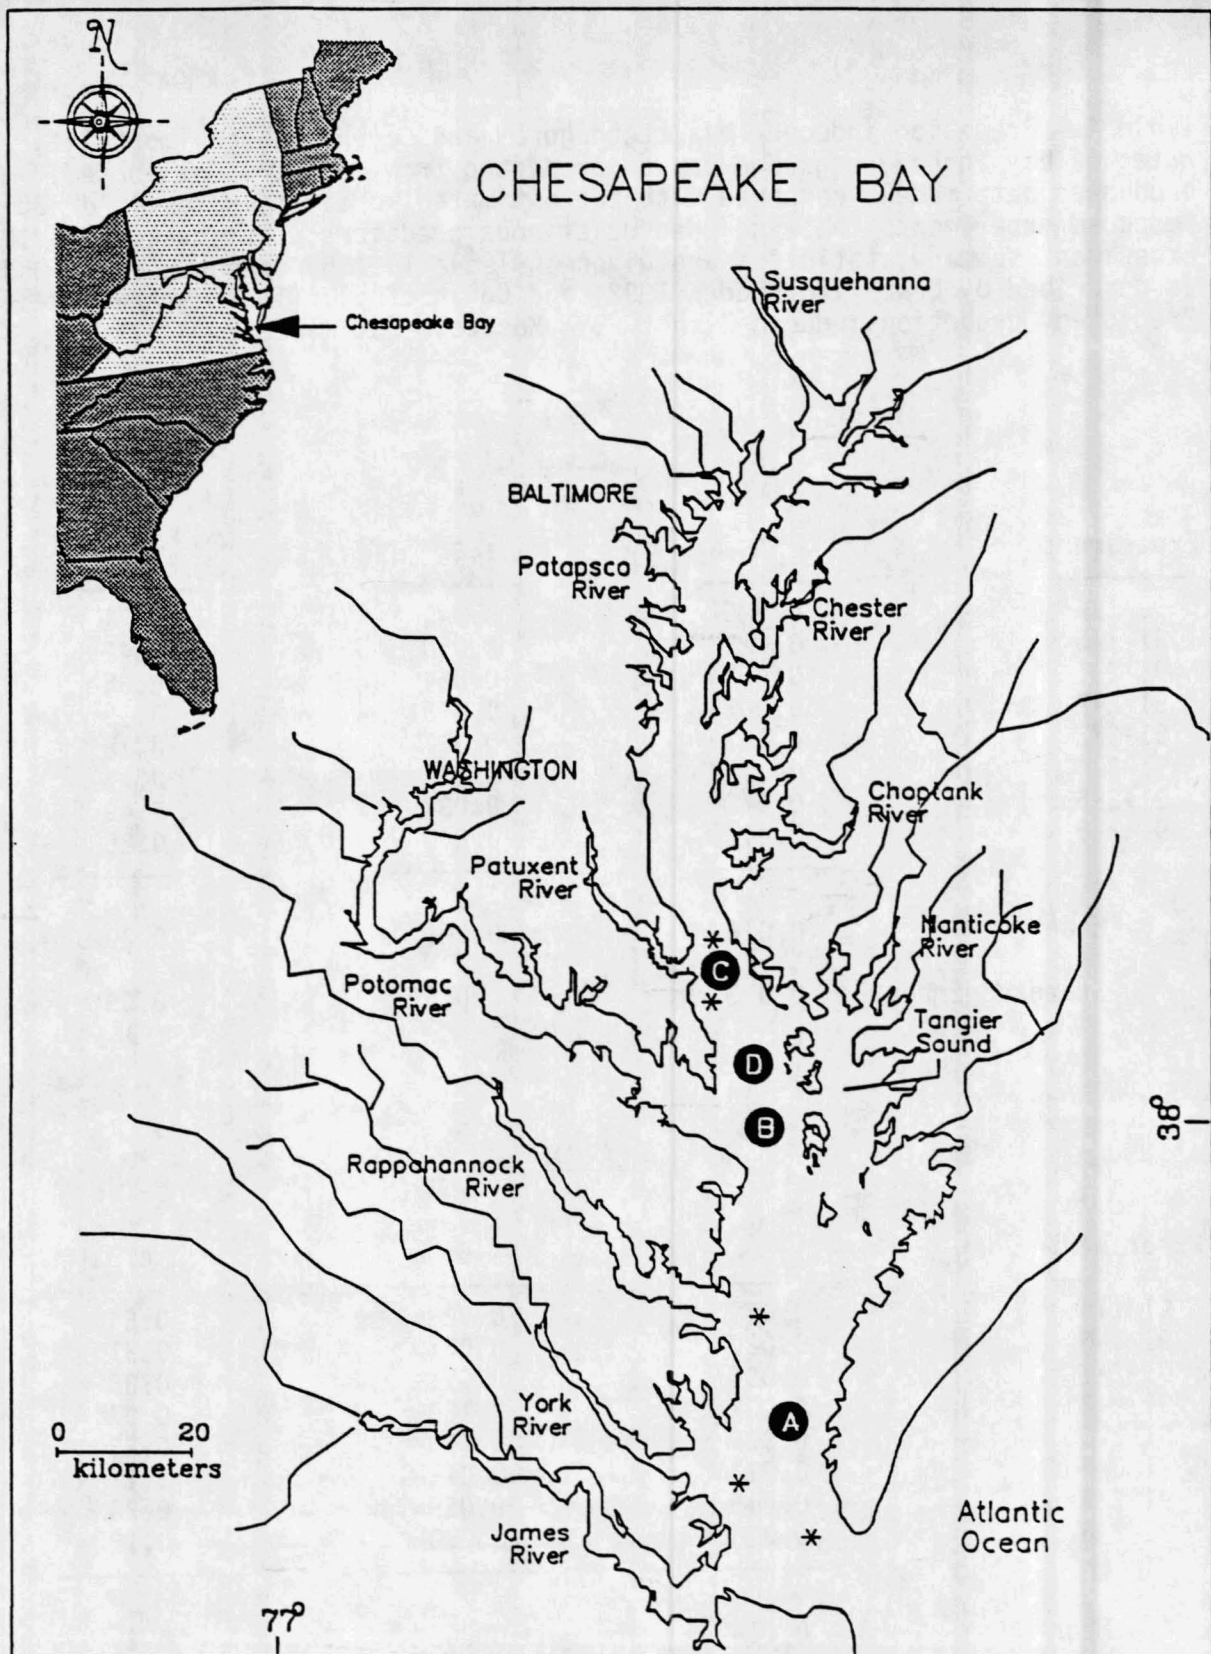 N
CHESAPEAKE BAY
Susquehanna
River
Chesapeake Bay
BALTIMORE
Patapsco
River
Chester
River
WASHINGTON
Choptank
River
Patuxent
River
Nanticoke
River
*
C
Potomac
River
*
Tangier
Sound
D
38°
B
Rappahannock
River
*
York
River
A
0 20
kilometers
*
Atlantic
Ocean
James
River
*
77°